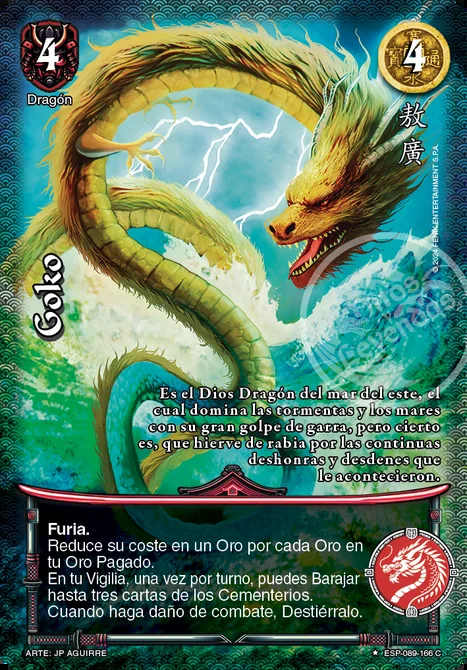 4
Dragón
4
敖廣
© 2024 FENIX ENTERTAINMENT S.P.A.
Goko
Es el Dios Dragón del mar del este, el
cual domina las tormentas y los mares
con su gran golpe de garra, pero cierto
es, que hierve de rabia por las continuas
deshonras y desdenes que
le acontecieron.
Furia.
Reduce su coste en un Oro por cada Oro en
tu Oro Pagado.
En tu Vigilia, una vez por turno, puedes Barajar
hasta tres cartas de los Cementerios.
Cuando haga daño de combate, Destiérralo.
ARTE: JP AGUIRRE
ESP-089-166 C